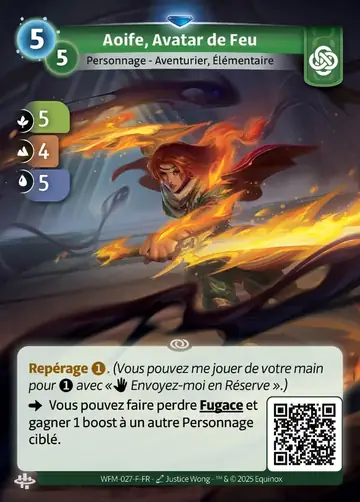 5
5
Aoife, Avatar de Feu
Personnage - Aventurier, Élémentaire
5
4
5
Repérage 1. (Vous pouvez me jouer de votre main
pour 1 avec « Envoyez-moi en Réserve ».)
➜ Vous pouvez faire perdre Fugace et
gagner 1 boost à un autre Personnage
ciblé.
WFM-027-F-FR - Justice Wong - ™ & © 2025 Equinox